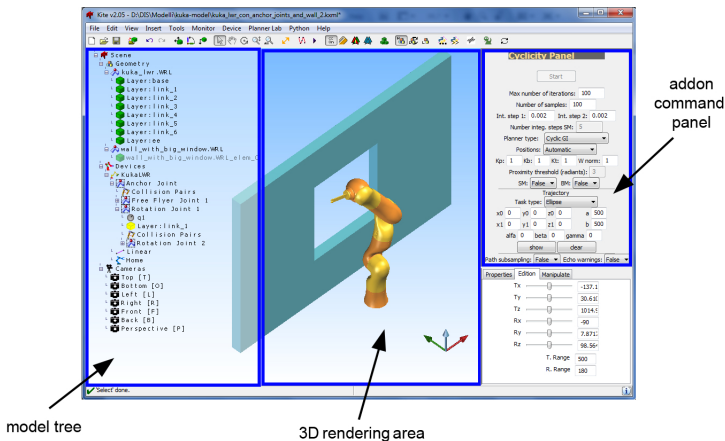 Kite v2.05 - D:\DIS\Modelli\kuka-model\kuka_lwr_con_anchor_joints_and_wall_2.kxml*
File Edit View Insert Tools Monitor Device Planner Lab Python Help
Scene
Geometry
kuka_lwr.WRL
Layer:base
Layer:link_1
Layer:link_2
Layer:link_3
Layer:link_4
Layer:link_5
Layer:link_6
Layer:ee
wall_with_big_window.WRL
wall_with_big_window.WRL_elem_
Devices
KukaLWR
Anchor Joint
Collision Pairs
Free Flyer Joint 1
Rotation Joint 1
q1
Layer:link_1
Collision Pairs
Rotation Joint 2
Linear
Home
Cameras
Top [T]
Bottom [O]
Left [L]
Right [R]
Front [F]
Back [B]
Perspective [P]
Cyclicity Panel
Start
Max number of iterations: 100
Number of samples: 100
Int. step 1: 0.002 Int. step 2: 0.002
Number integ. steps SM: 5
Planner type: Cyclic GI
Positions: Automatic
Kp: 1 Kb: 1 Kt: 1 W norm: 1
Proximity threshold (radiants): 3
SM: False BM: False
Trajectory
Task type: Ellipse
x0 0 y0 0 z0 0 a 500
x1 0 y1 0 z1 0 b 500
alfa 0 beta 0 gamma 0
show clear
Path subsampling: False Echo warnings: False
Properties Edition Manipulate
Tx -137.1
Ty 30.61
Tz 1014.
Rx -90
Ry 7.871
Rz 98.56
T. Range 500
R. Range 180
'Select' done.
addon
command
panel
model tree
3D rendering area